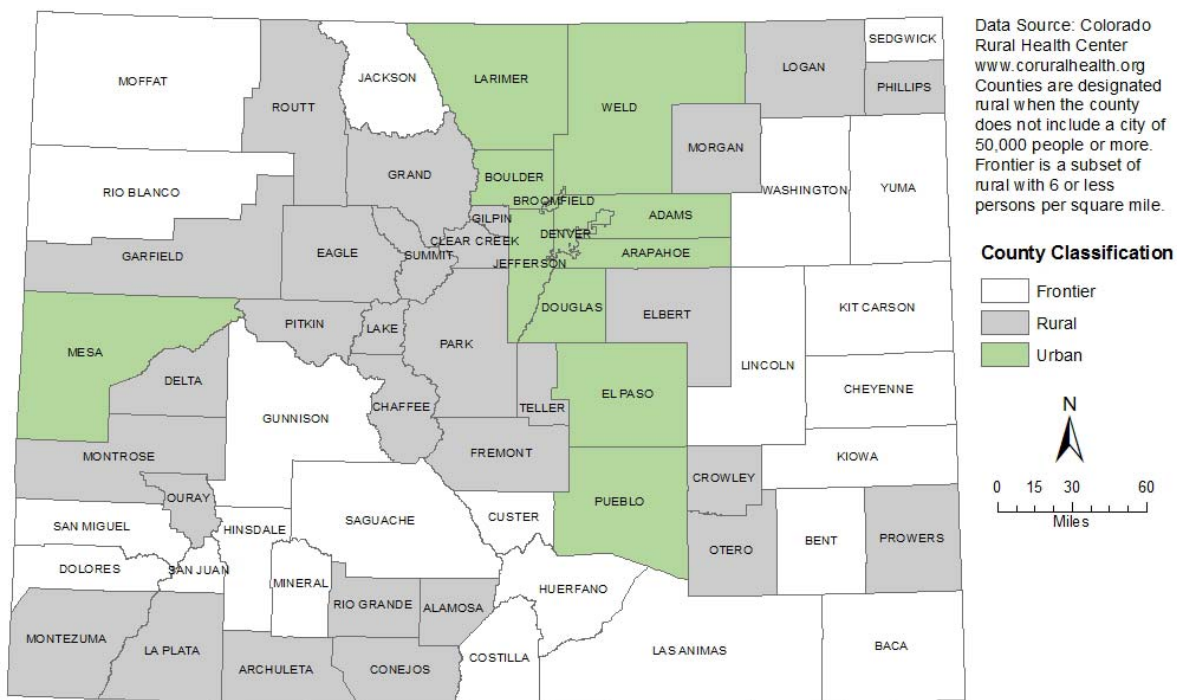 MOFFAT
ROUTT
JACKSON
LARIMER
WELD
LOGAN
SEDGWICK
PHILLIPS
MORGAN
GRAND
BOULDER
RIO BLANCO
WASHINGTON
YUMA
BROOMFIELD
GILPIN
ADAMS
DENVER
CLEAR CREEK
GARFIELD
EAGLE
SUMMIT
JEFFERSON
ARAPAHOE
DOUGLAS
ELBERT
KIT CARSON
PITKIN
LAKE
PARK
MESA
LINCOLN
DELTA
CHEYENNE
EL PASO
TELLER
CHAFFEE
GUNNISON
MONTROSE
FREMONT
KIOWA
CROWLEY
OURAY
PUEBLO
SAN MIGUEL
HINSDALE
SAGUACHE
CUSTER
OTERO
BENT
PROWERS
DOLORES
SAN JUAN
MINERAL
HUERFANO
RIO GRANDE
ALAMOSA
MONTEZUMA
LA PLATA
ARCHULETA
CONEJOS
COSTILLA
LAS ANIMAS
BACA
Data Source: Colorado
Rural Health Center
www.coruralhealth.org
Counties are designated
rural when the county
does not include a city of
50,000 people or more.
Frontier is a subset of
rural with 6 or less
persons per square mile.
County Classification
Frontier
Rural
Urban
N
0 15 30 60
Miles